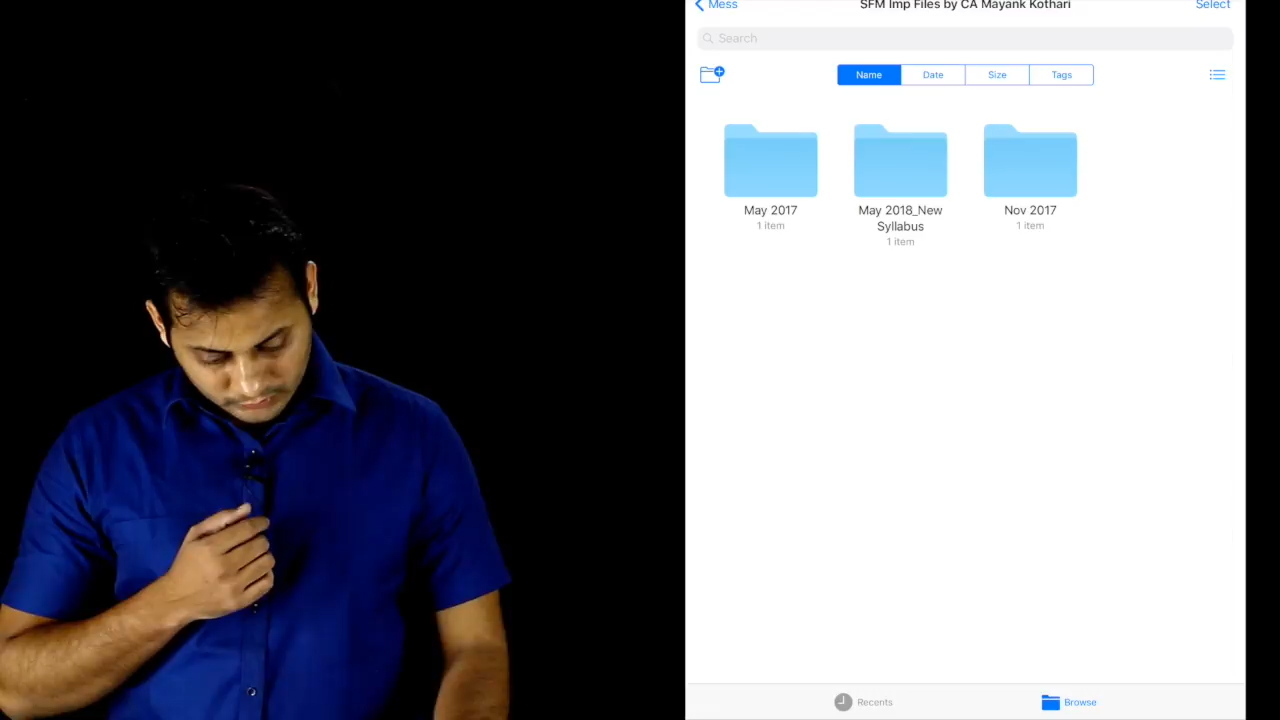 Mess
SFM Imp Files by CA Mayank Kothari
Select
Search
Name
Date
Size
Tags
May 2017
1 item
May 2018_New
Syllabus
1 item
Nov 2017
1 item
Recents
Browse